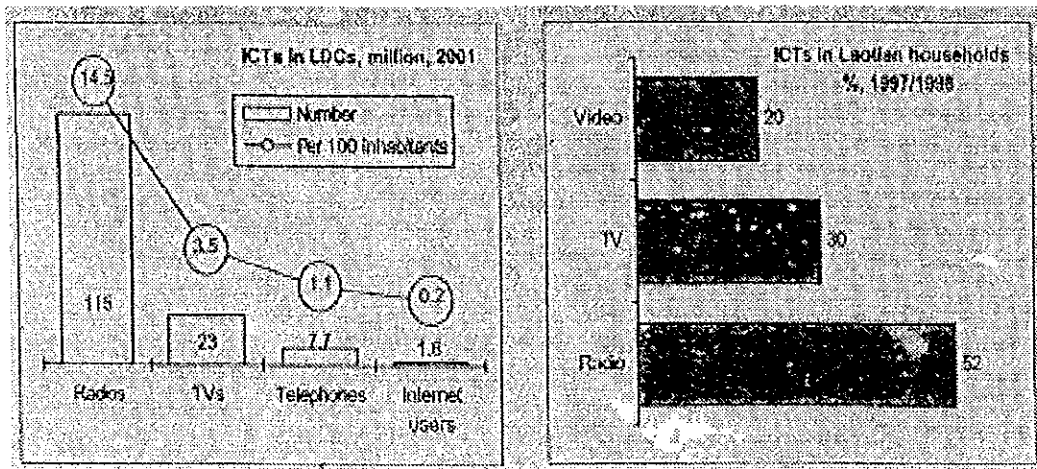 ICTs in LDCs, million, 2001
Number
Per 100 inhabitants
14.5
3.5
1.1
0.2
115
23
7.7
1.6
Radios
TVs
Telephones
Internet
users
ICTs in Laotian households
%, 1997/1998
Video
20
TV
30
Radio
52